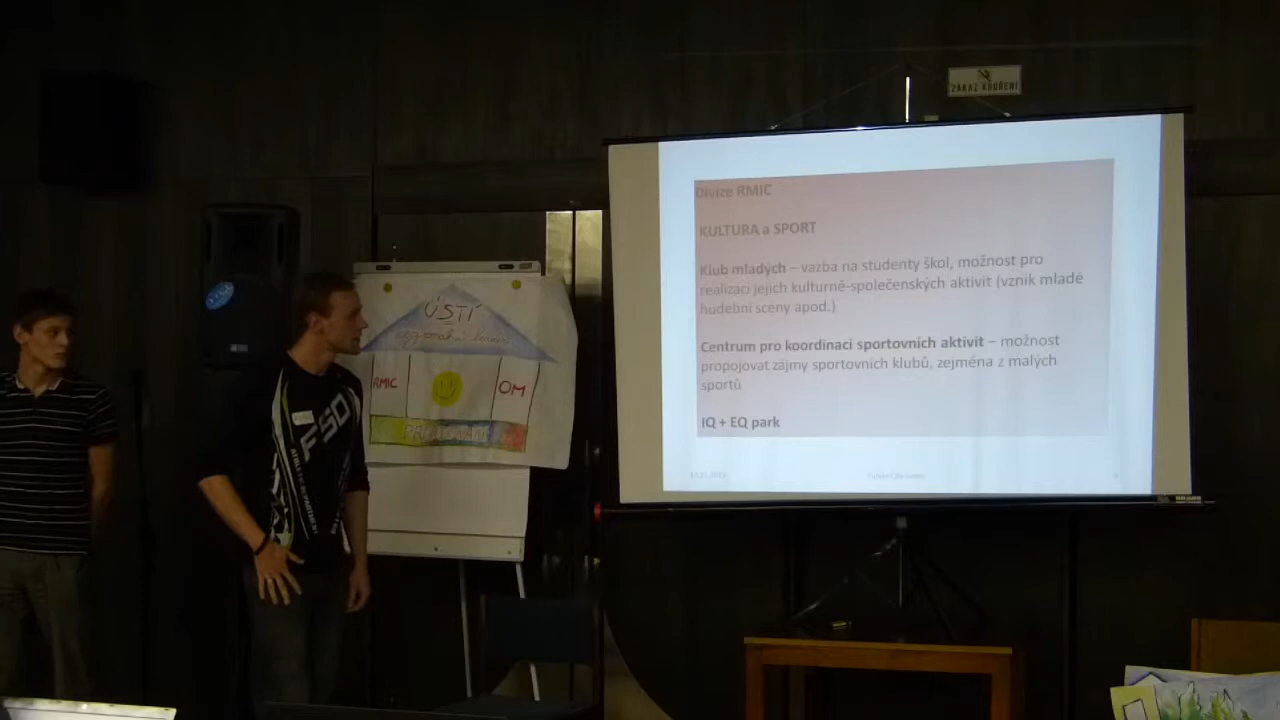 ZÁKAZ KOUŘENÍ
Divize RMIC
KULTURA a SPORT
Klub mladých – vazba na studenty škol, možnost pro
realizaci jejich kulturně-společenských aktivit (vznik mladé
hudební scény apod.)
Centrum pro koordinaci sportovních aktivit – možnost
propojovat zájmy sportovních klubů, zejména z malých
sportů
IQ + EQ park
ÚSTÍ
RMIC
OM
FSD